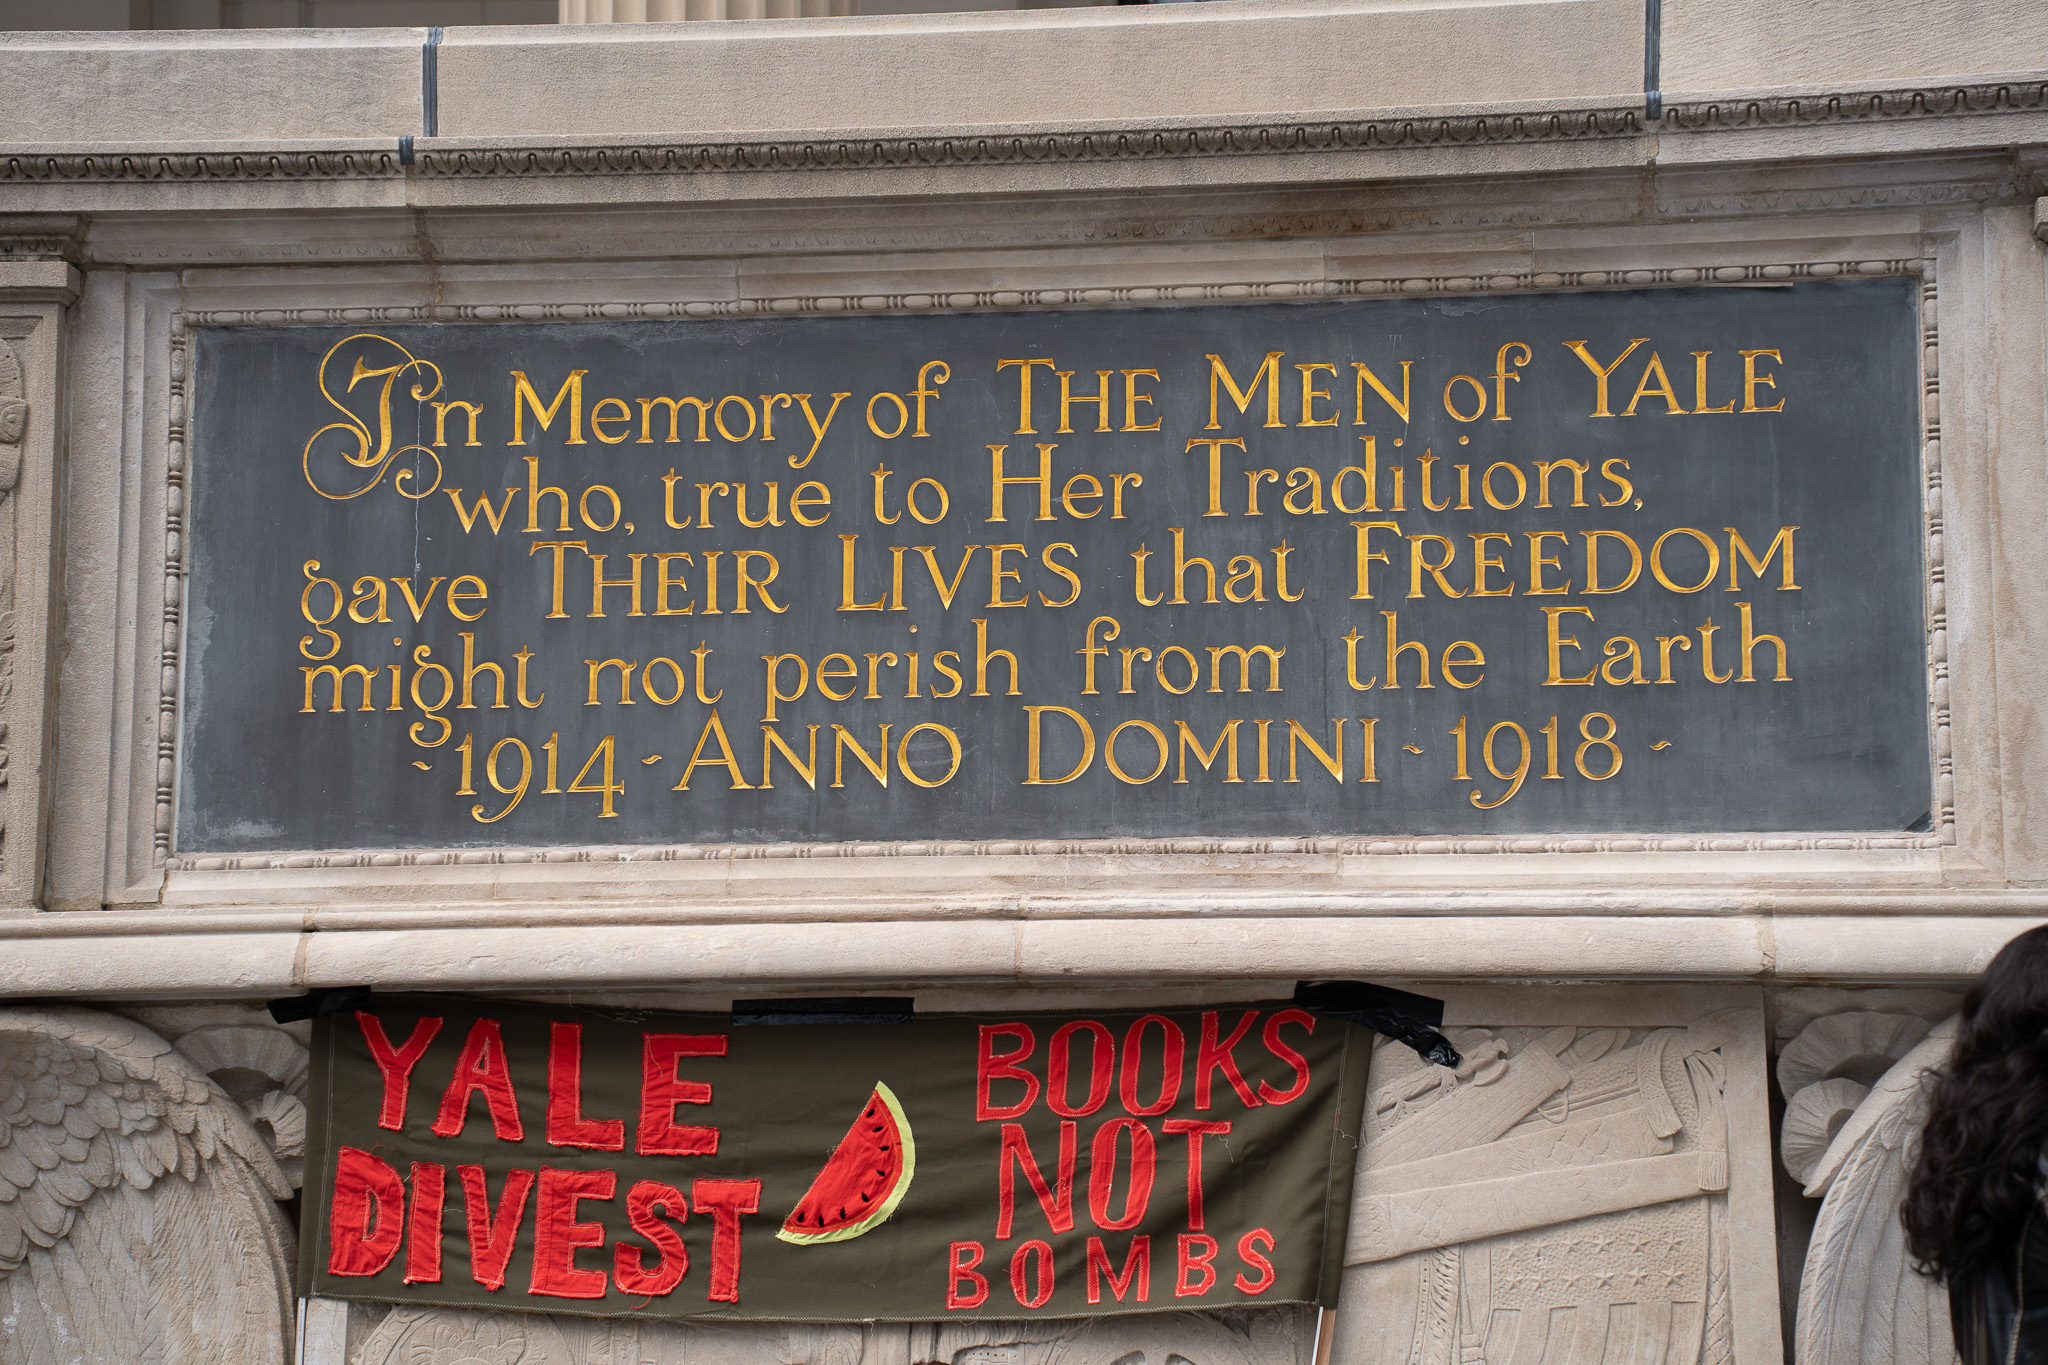 In Memory of THE MEN of YALE
who, true to Her Traditions,
gave THEIR LIVES that FREEDOM
might not perish from the Earth
~ 1914 ~ ANNO DOMINI ~ 1918 ~
YALE
DIVEST
BOOKS
NOT
BOMBS